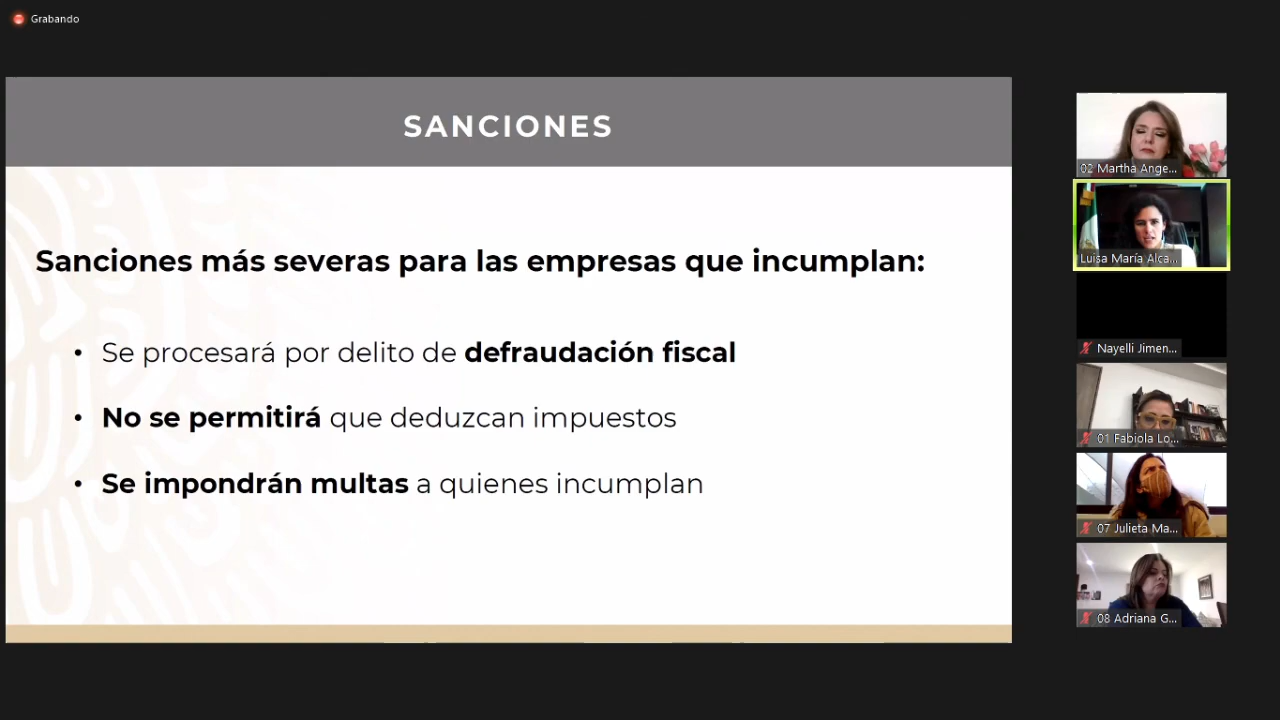 Grabando
SANCIONES
Sanciones más severas para las empresas que incumplan:
• Se procesará por delito de defraudación fiscal
• No se permitirá que deduzcan impuestos
• Se impondrán multas a quienes incumplan
02 Martha Ange...
Luisa María Alca...
Nayelli Jimen...
01 Fabiola Lo...
07 Julieta Ma...
08 Adriana G...